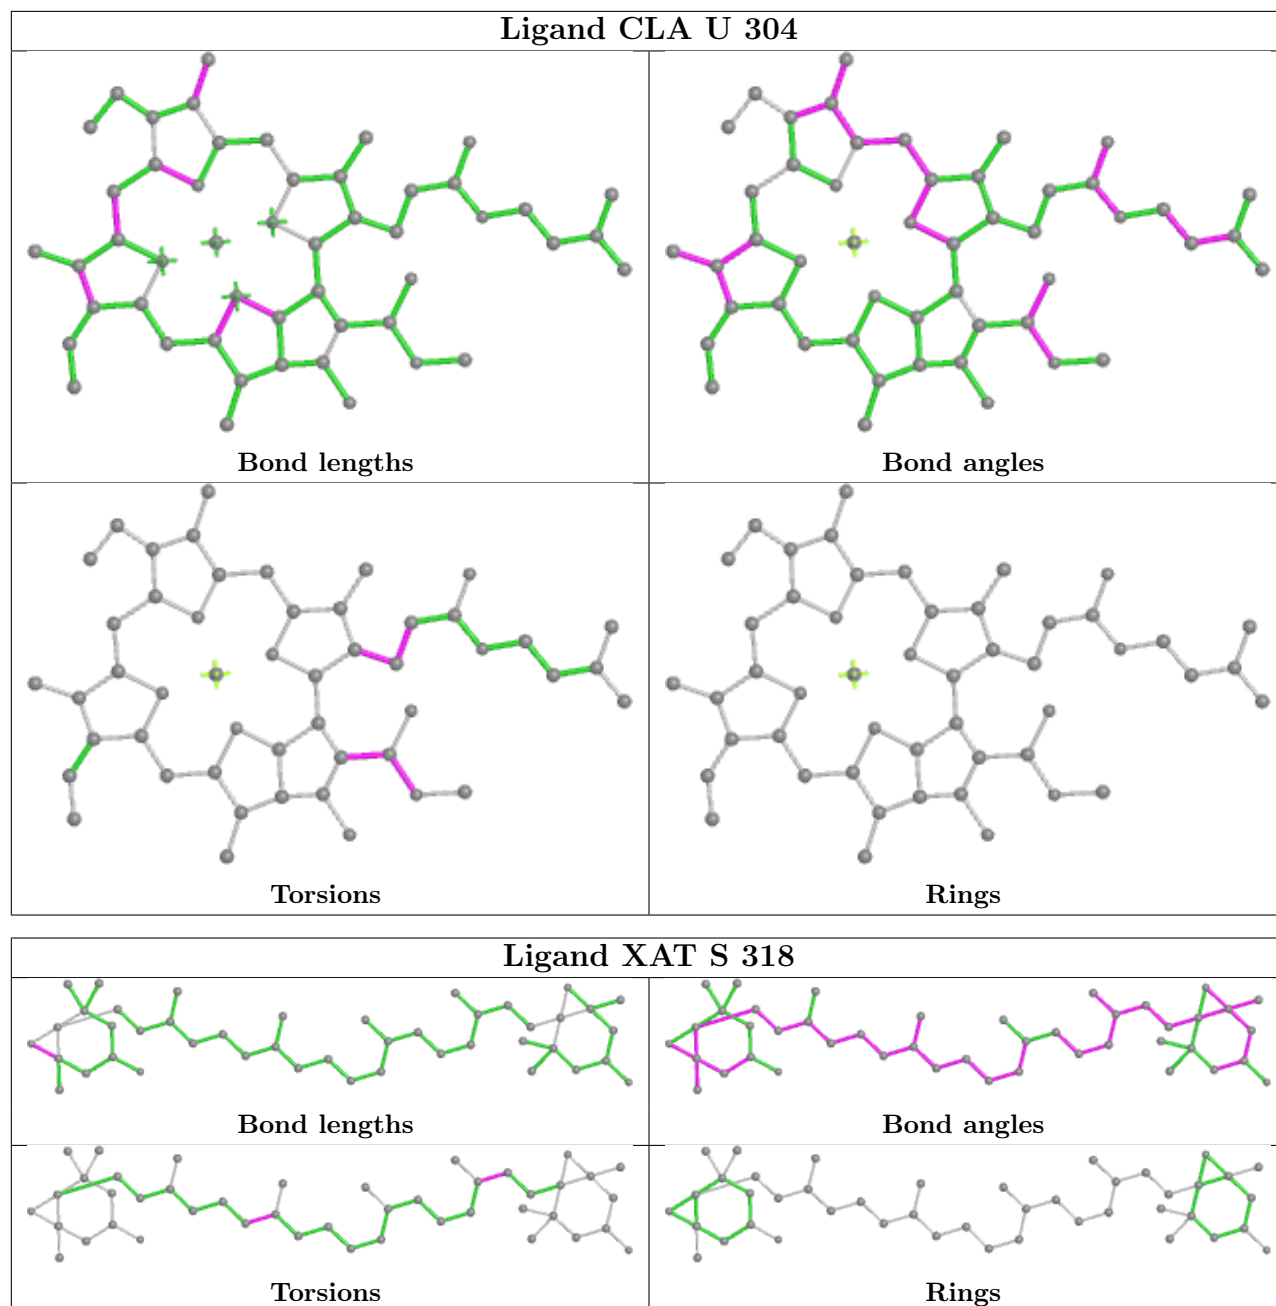 Ligand CLA U 304
Bond lengths
Bond angles
Torsions
Rings
Ligand XAT S 318
Bond lengths
Bond angles
Torsions
Rings